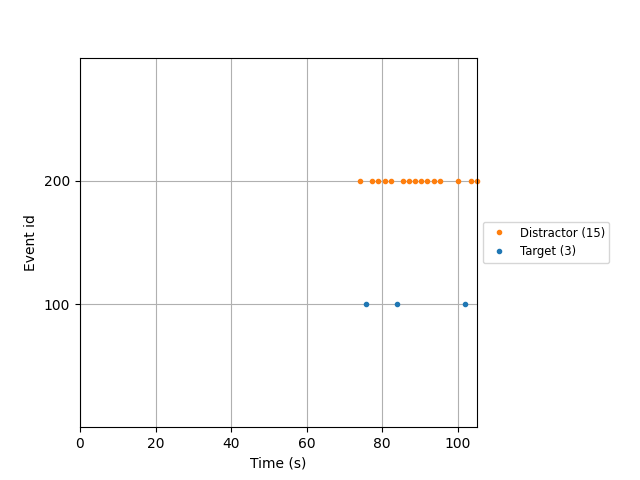 200
100
Event id
0 20 40 60 80 100
Time (s)
Distractor (15)
Target (3)